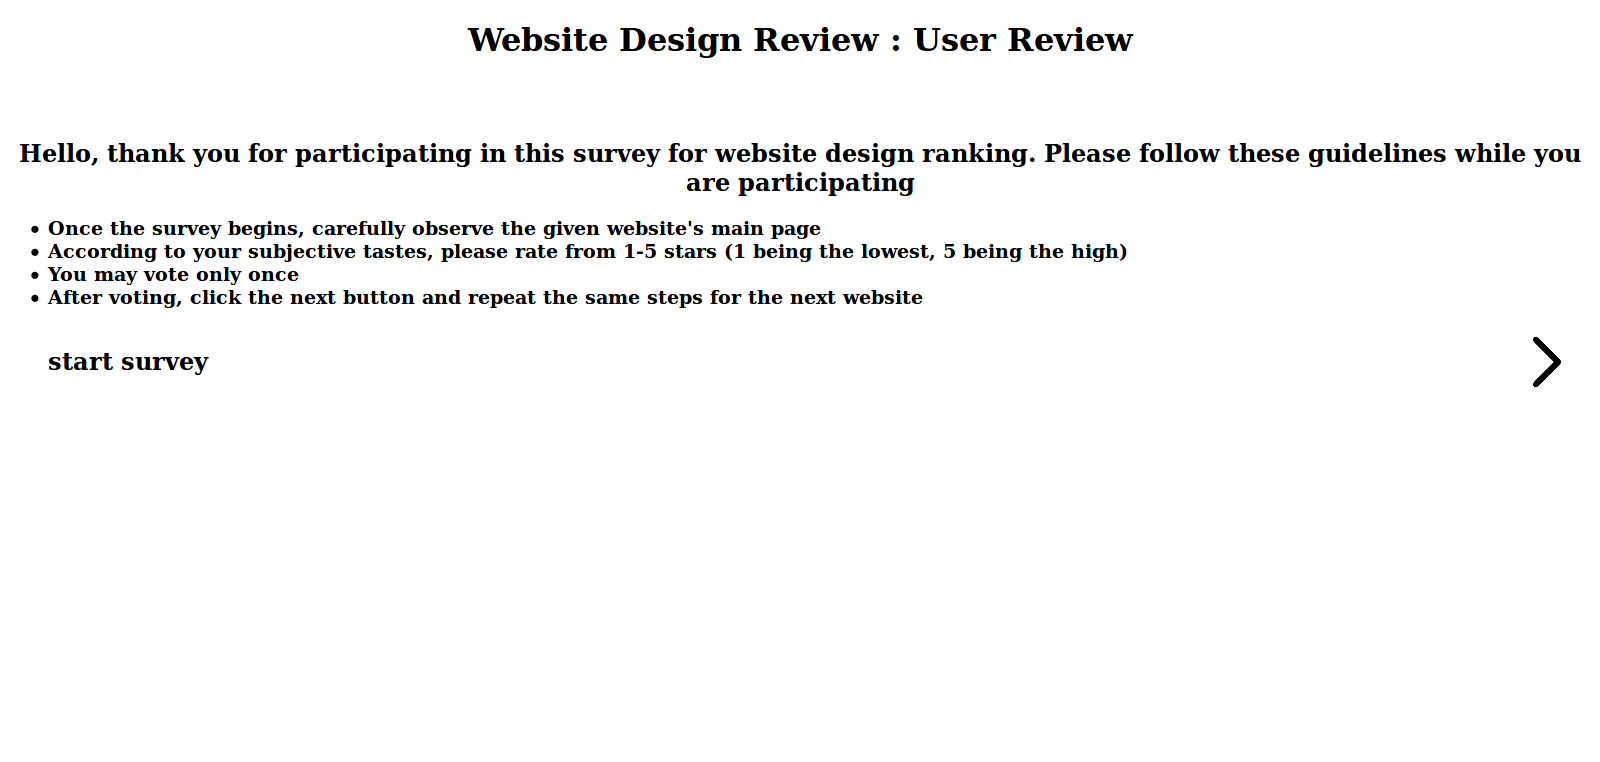 Website Design Review : User Review
Hello, thank you for participating in this survey for website design ranking. Please follow these guidelines while you
are participating
Once the survey begins, carefully observe the given website's main page
According to your subjective tastes, please rate from 1-5 stars (1 being the lowest, 5 being the high)
You may vote only once
After voting, click the next button and repeat the same steps for the next website
start survey